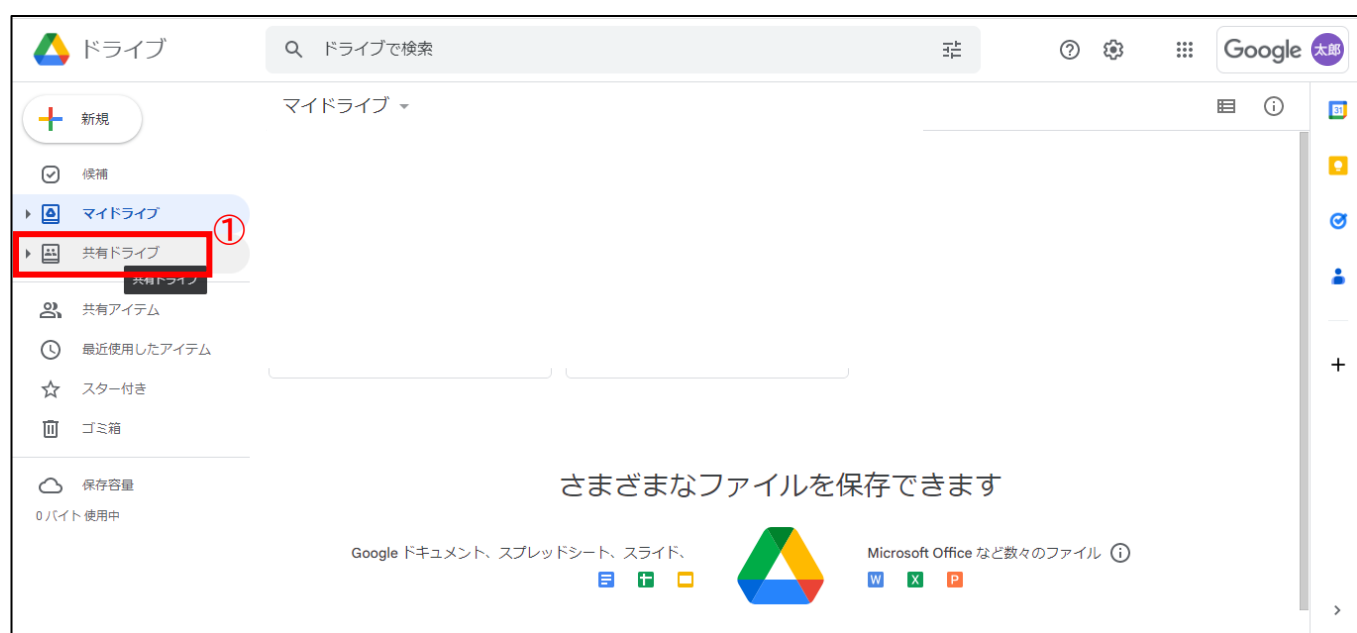 ドライブ
ドライブで検索
Google
太郎
新規
マイドライブ
31
候補
マイドライブ
①
共有ドライブ
共有ドライブ
共有アイテム
最近使用したアイテム
スター付き
ゴミ箱
保存容量
0 バイト 使用中
さまざまなファイルを保存できます
Google ドキュメント、スプレッドシート、スライド、
Microsoft Office など数々のファイル
W X P